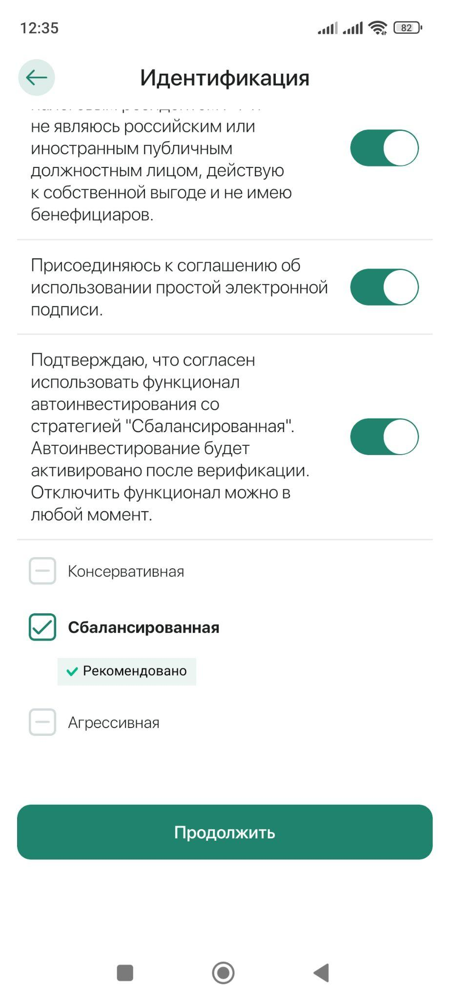 12:35
82
Идентификация
не являюсь российским или
иностранным публичным
должностным лицом, действую
к собственной выгоде и не имею
бенефициаров.
Присоединяюсь к соглашению об
использовании простой электронной
подписи.
Подтверждаю, что согласен
использовать функционал
автоинвестирования со
стратегией "Сбалансированная".
Автоинвестирование будет
активировано после верификации.
Отключить функционал можно в
любой момент.
Консервативная
Сбалансированная
Рекомендовано
Агрессивная
Продолжить